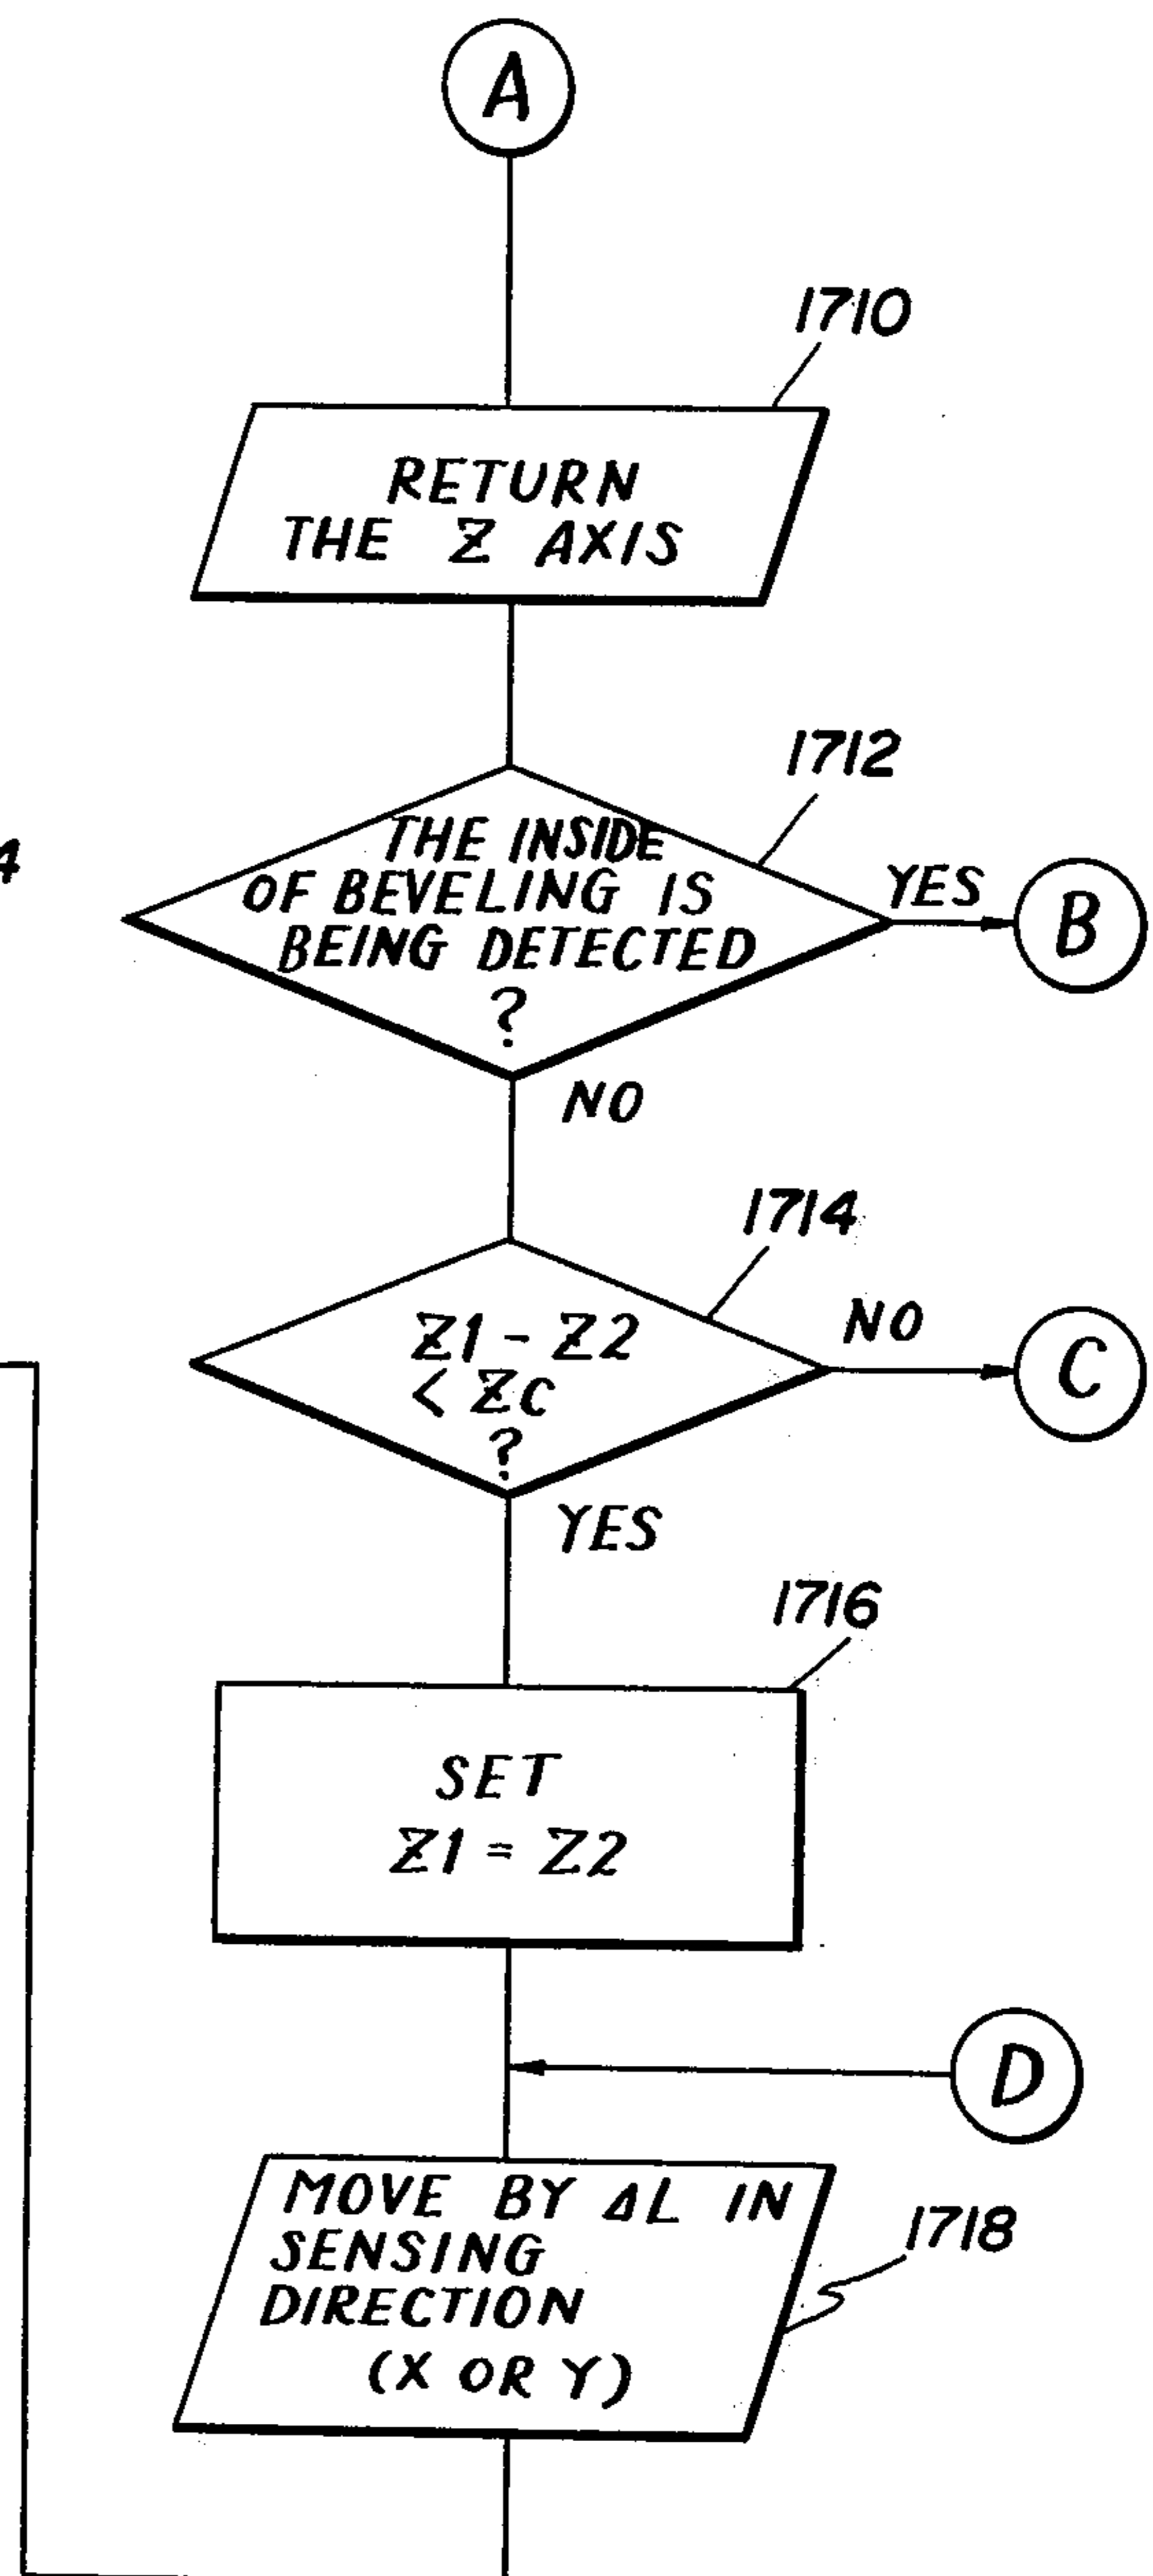 A
1710
RETURN
THE Z AXIS
1712
THE INSIDE
OF BEVELING IS
BEING DETECTED
?
YES
B
4
NO
1714
Z1 - Z2
< ZC
?
NO
C
YES
1716
SET
Z1 = Z2
D
MOVE BY ΔL IN
SENSING
DIRECTION
(X OR Y)
1718